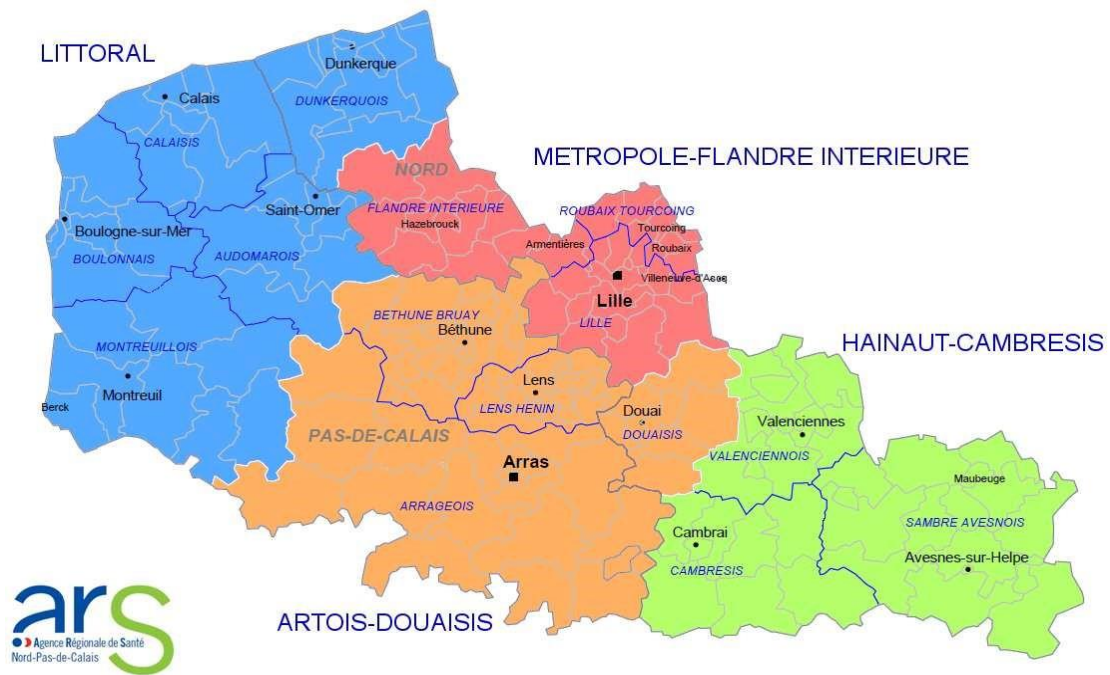 LITTORAL
Dunkerque
Calais
DUNKERQUOIS
CALAISIS
METROPOLE-FLANDRE INTERIEURE
NORD
Saint-Omer
FLANDRE INTERIEURE
ROUBAIX TOURCOING
Hazebrouck
Tourcoing
Boulogne-sur-Mer
Armentières
Roubaix
BOULONNAIS
AUDOMAROIS
Villeneuve-d'Ascq
Lille
BETHUNE BRUAY
LILLE
Béthune
HAINAUT-CAMBRESIS
MONTREUILLOIS
Lens
Montreuil
Berck
LENS HENIN
Douai
Valenciennes
PAS-DE-CALAIS
DOUAISIS
VALENCIENNOIS
Arras
Maubeuge
ARRAGEOIS
SAMBRE AVESNOIS
Cambrai
Avesnes-sur-Helpe
CAMBRESIS
ARTOIS-DOUAISIS
ars
Agence Régionale de Santé
Nord-Pas-de-Calais